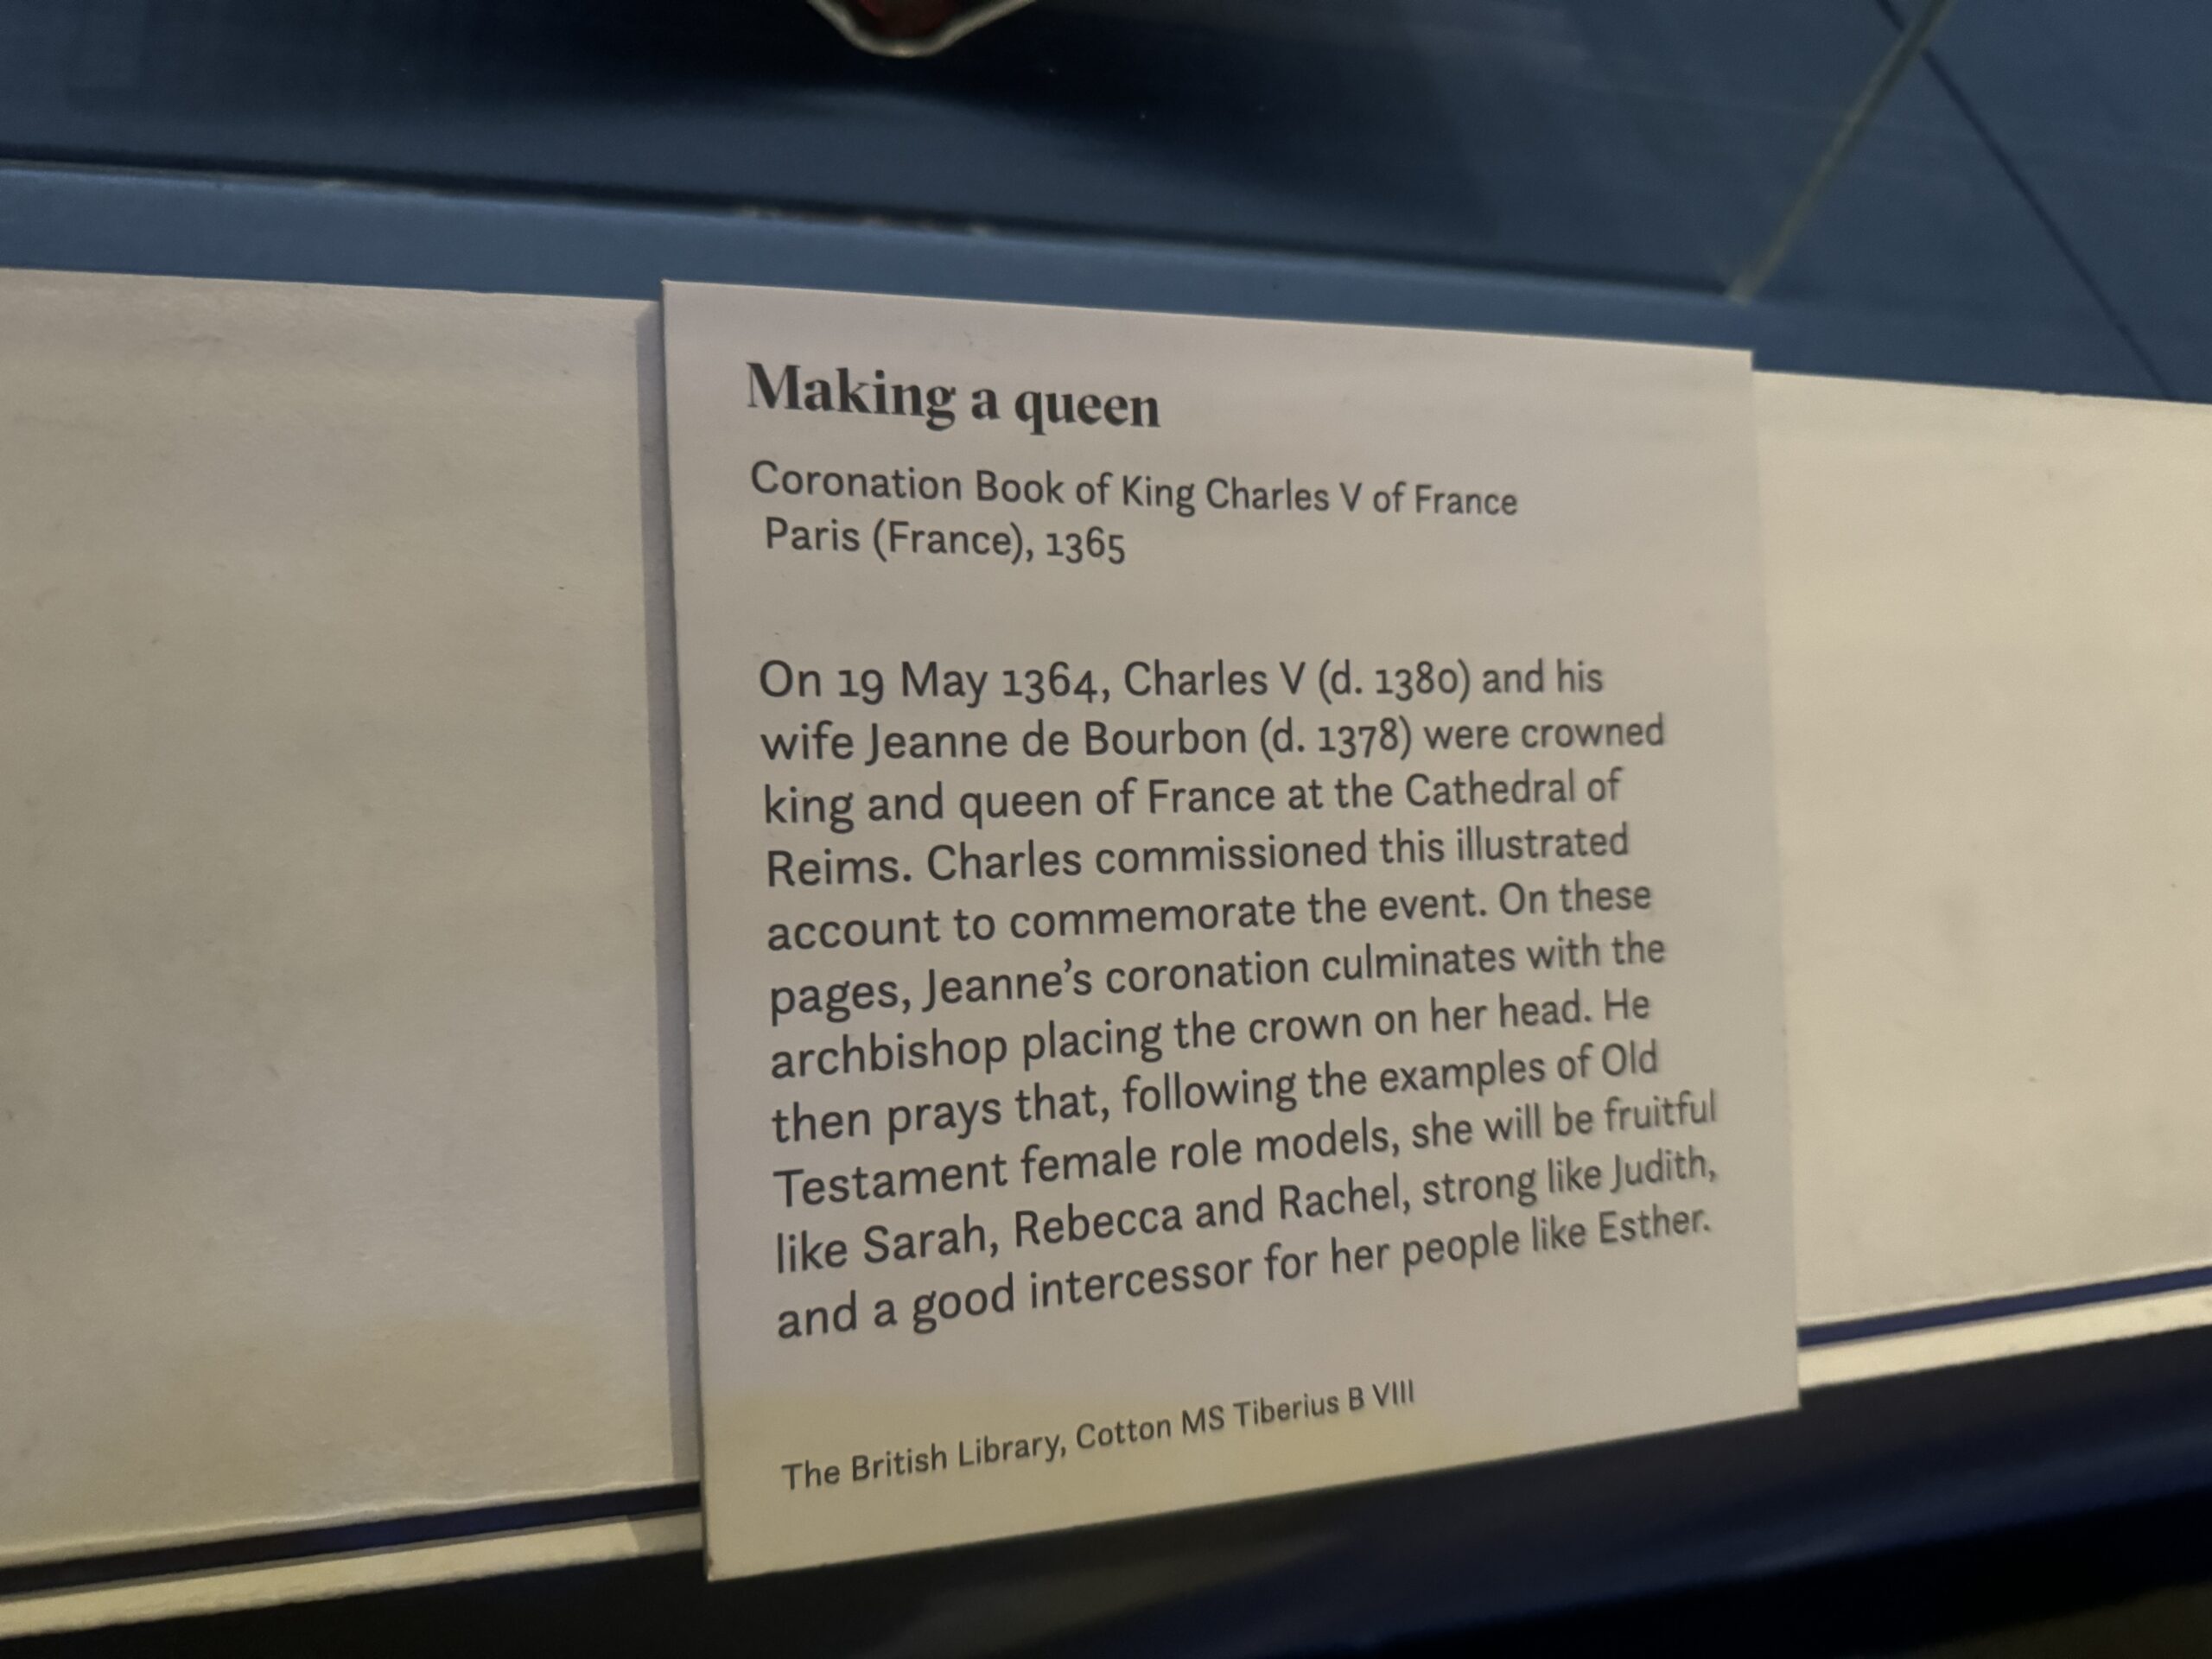 Making a queen
Coronation Book of King Charles V of France
Paris (France), 1365
On 19 May 1364, Charles V (d. 1380) and his
wife Jeanne de Bourbon (d. 1378) were crowned
king and queen of France at the Cathedral of
Reims. Charles commissioned this illustrated
account to commemorate the event. On these
pages, Jeanne’s coronation culminates with the
archbishop placing the crown on her head. He
then prays that, following the examples of Old
Testament female role models, she will be fruitful
like Sarah, Rebecca and Rachel, strong like Judith,
and a good intercessor for her people like Esther.
The British Library, Cotton MS Tiberius B VIII